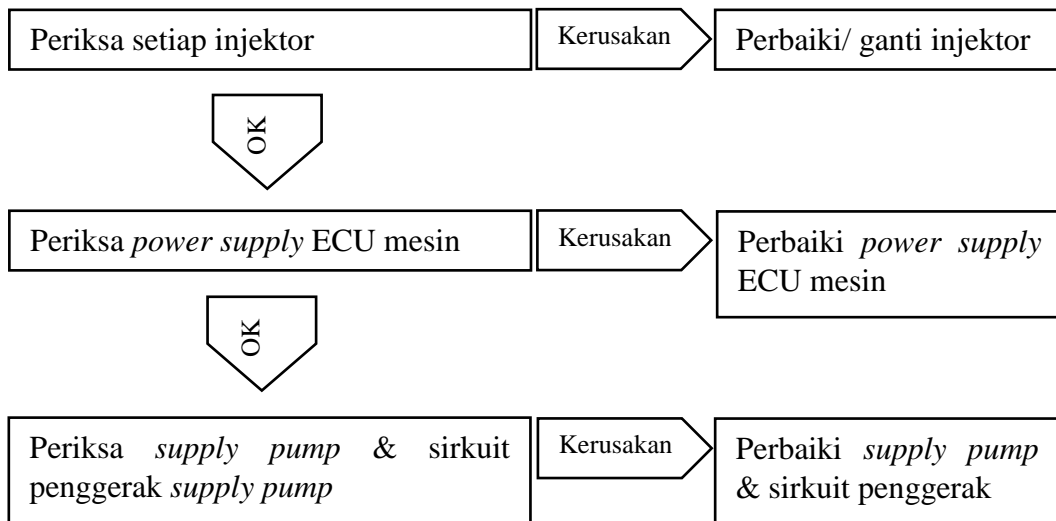 Periksa setiap injektor
Kerusakan
Perbaiki/ ganti injektor
OK
Periksa power supply ECU mesin
Kerusakan
Perbaiki power supply
ECU mesin
OK
Periksa supply pump & sirkuit
penggerak supply pump
Kerusakan
Perbaiki supply pump
& sirkuit penggerak